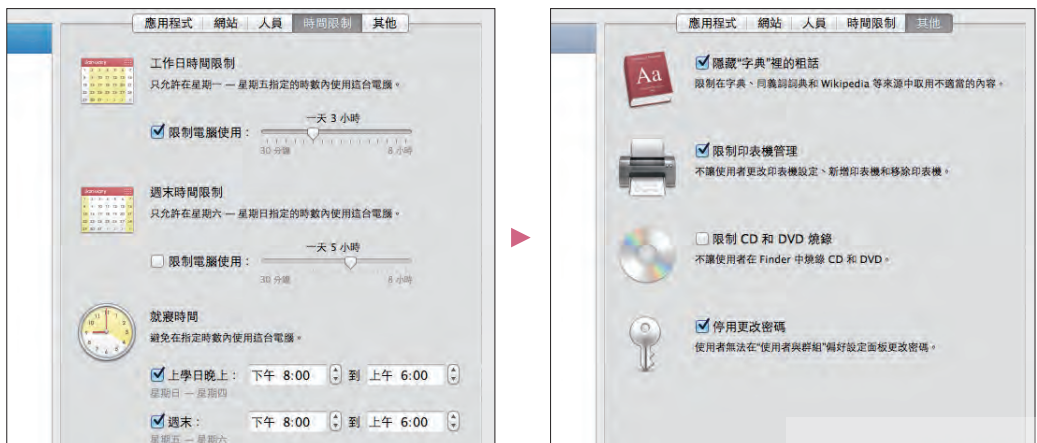 應用程式 網站 人員 時間限制 其他
January
工作日時間限制
只允許在星期一 — 星期五指定的時數內使用這台電腦。
一天 3 小時
限制電腦使用：
30 分鐘 8 小時
January
週末時間限制
只允許在星期六 — 星期日指定的時數內使用這台電腦。
一天 5 小時
限制電腦使用：
30 分鐘 8 小時
就寢時間
避免在指定時數內使用這台電腦。
上學日晚上： 下午 8:00 到 上午 6:00
星期日 — 星期四
週末： 下午 8:00 到 上午 6:00
星期五 — 星期六
應用程式 網站 人員 時間限制 其他
Aa
隱藏“字典”裡的粗話
限制在字典、同義詞詞典和 Wikipedia 等來源中取用不適當的內容。
限制印表機管理
不讓使用者更改印表機設定、新增印表機和移除印表機。
限制 CD 和 DVD 燒錄
不讓使用者在 Finder 中燒錄 CD 和 DVD。
停用更改密碼
使用者無法在“使用者與群組”偏好設定面板更改密碼。